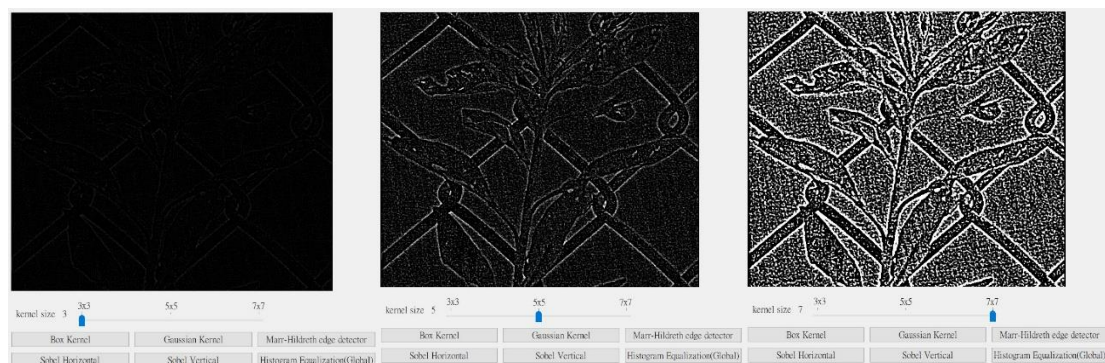 3x3 5x5 7x7
kernel size 3
Box Kernel Gaussian Kernel Marr-Hildreth edge detector
Sobel Horizontal Sobel Vertical Histogram Equalization(Global)
3x3 5x5 7x7
kernel size 5
Box Kernel Gaussian Kernel Marr-Hildreth edge detector
Sobel Horizontal Sobel Vertical Histogram Equalization(Global)
3x3 7x7
kernel size 7
Box Kernel Gaussian Kernel Marr-Hildreth edge detector
Sobel Horizontal Sobel Vertical Histogram Equalization(Global)